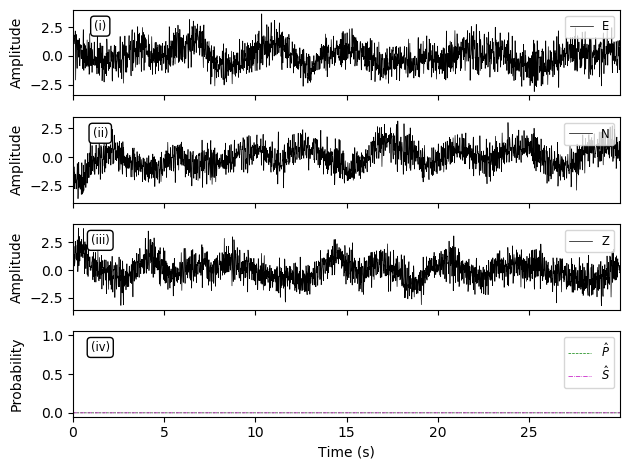 (i)
E
Amplitude
2.5
0.0
−2.5
(ii)
N
Amplitude
2.5
0.0
−2.5
(iii)
Z
Amplitude
2.5
0.0
−2.5
(iv)
P̂
Ŝ
Probability
1.0
0.5
0.0
0 5 10 15 20 25
Time (s)